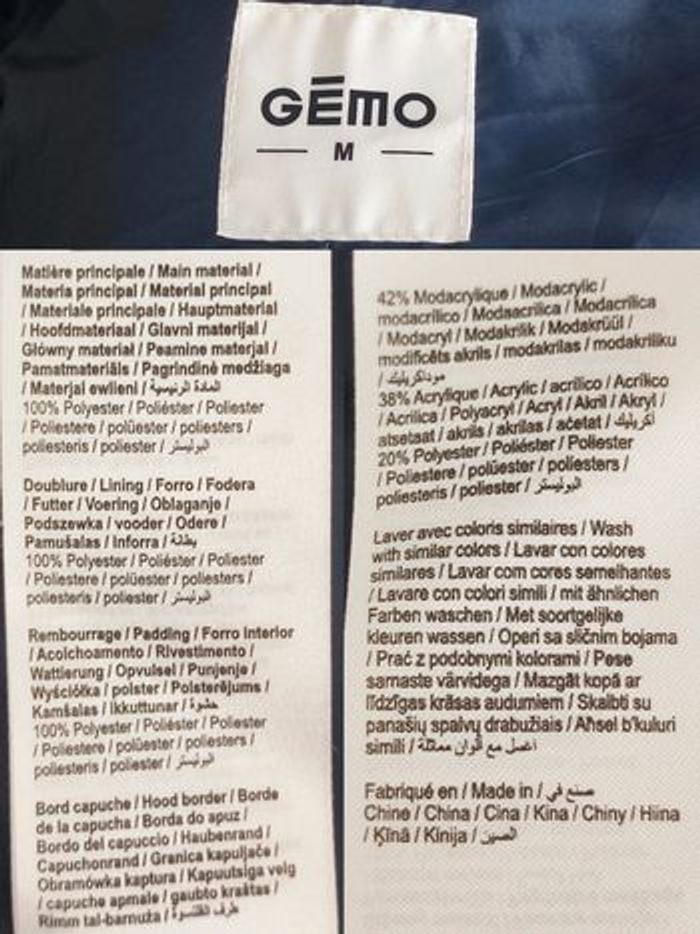 GĒMO
M
Matière principale / Main material /
Materia principal / Material principal
/ Materiale principale / Hauptmaterial
/ Hoofdmateriaal / Glavni materijal /
Główny materiał / Peamine materjal /
Pamatmateriāls / Pagrindinė medžiaga
/ Materjal ewlieni / المادة الرئيسية
100% Polyester / Poliéster / Poliester
/ Poliestere / polüester / poliesters /
poliesteris / poliester / البوليستر
Doublure / Lining / Forro / Fodera
/ Futter / Voering / Oblaganje /
Podszewka / vooder / Odere /
Pamušalas / Inforra / بطانة
100% Polyester / Poliéster / Poliester
/ Poliestere / polüester / poliesters /
poliesteris / poliester / البوليستر
Rembourrage / Padding / Forro interior
/ Acolchoamento / Rivestimento /
Wattierung / Opvulsel / Punjenje /
Wyściółka / polster / Polsterējums /
Kamšalas / Ikkuttunar / حشوة
100% Polyester / Poliéster / Poliester
/ Poliestere / polüester / poliesters /
poliesteris / poliester / البوليستر
Bord capuche / Hood border / Borde
de la capucha / Borda do apuz /
Bordo del capuccio / Haubenrand /
Capuchonrand / Granica kapuljače /
Obramówka kaptura / Kapuutsiga velg
/ capuche apmale / gaubto kraštas /
Rimm tal-barnuża / طرف القلنسوة
42% Modacrylique / Modacrylic /
modacrílico / Modaacrilica / Modacrilica
/ Modacryl / Modakrilik / Modakrüül /
modificēts akrils / modakrilas / modakriliku
/ موداكريليك
38% Acrylique / Acrylic / acrílico / Acrílico
/ Acrilica / Polyacryl / Acryl / Akril / Akryl /
atsetaat / akrils / akrilas / aċetat / أكريليك
20% Polyester / Poliéster / Poliester
/ Poliestere / polüester / poliesters /
poliesteris / poliester / البوليستر
Laver avec coloris similaires / Wash
with similar colors / Lavar con colores
similares / Lavar com cores semelhantes
/ Lavare con colori simili / mit ähnlichen
Farben waschen / Met soortgelijke
kleuren wassen / Operi sa sličnim bojama
/ Prać z podobnymi kolorami / Pese
samaste värvidega / Mazgāt kopā ar
līdzīgas krāsas audumiem / Skalbti su
panašių spalvų drabužiais / Aħsel b'kuluri
simili / اغسل مع ألوان مماثلة
Fabriqué en / Made in / صنع في
Chine / China / Cina / Kina / Chiny / Hiina
/ Ķīnā / Kinija / الصين